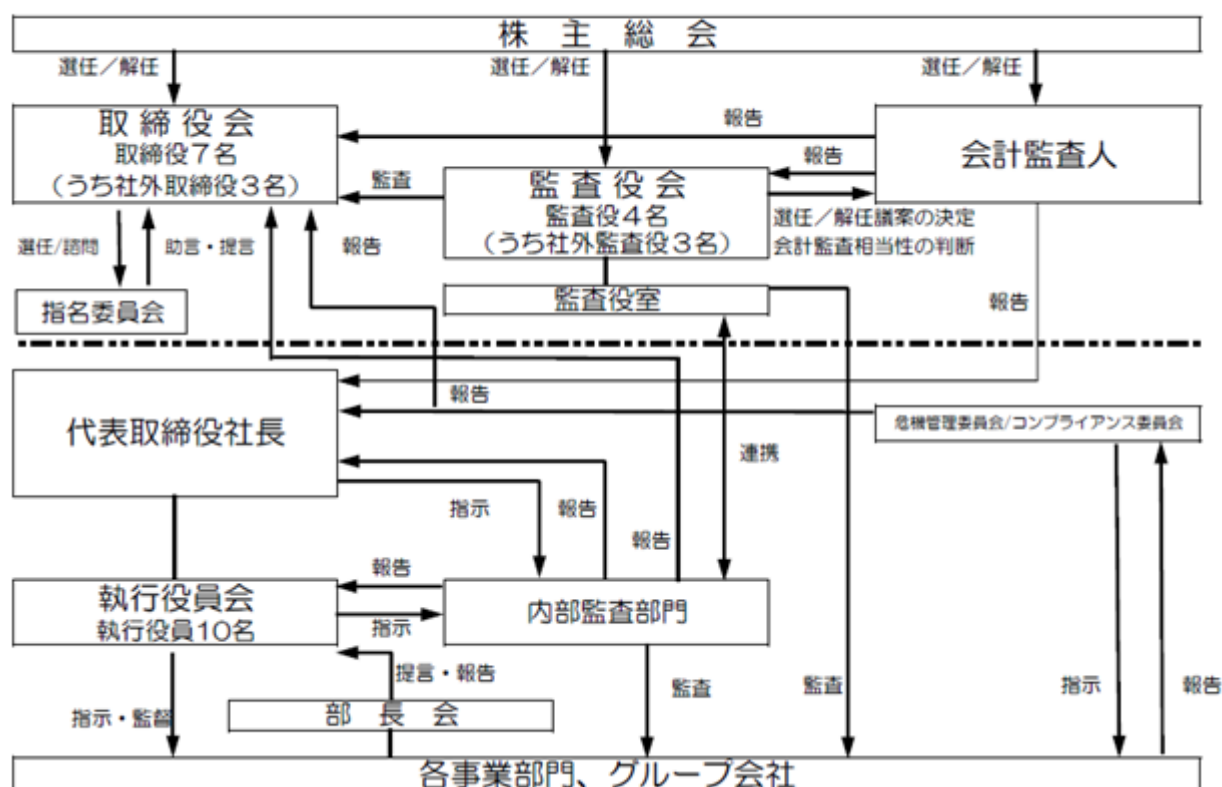 株 主 総 会
選任／解任
選任／解任
選任／解任
取 締 役 会
取締役７名
（うち社外取締役３名）
報告
会計監査人
報告
監査
監 査 役 会
監査役４名
（うち社外監査役３名）
選任／解任議案の決定
会計監査相当性の判断
選任/諮問
助言・提言
報告
監査役室
報告
指名委員会
代表取締役社長
報告
危機管理委員会/コンプライアンス委員会
連携
指示
報告
報告
報告
執行役員会
執行役員10名
指示
内部監査部門
提言・報告
監査
監査
指示
報告
指示・監督
部 長 会
各事業部門、グループ会社